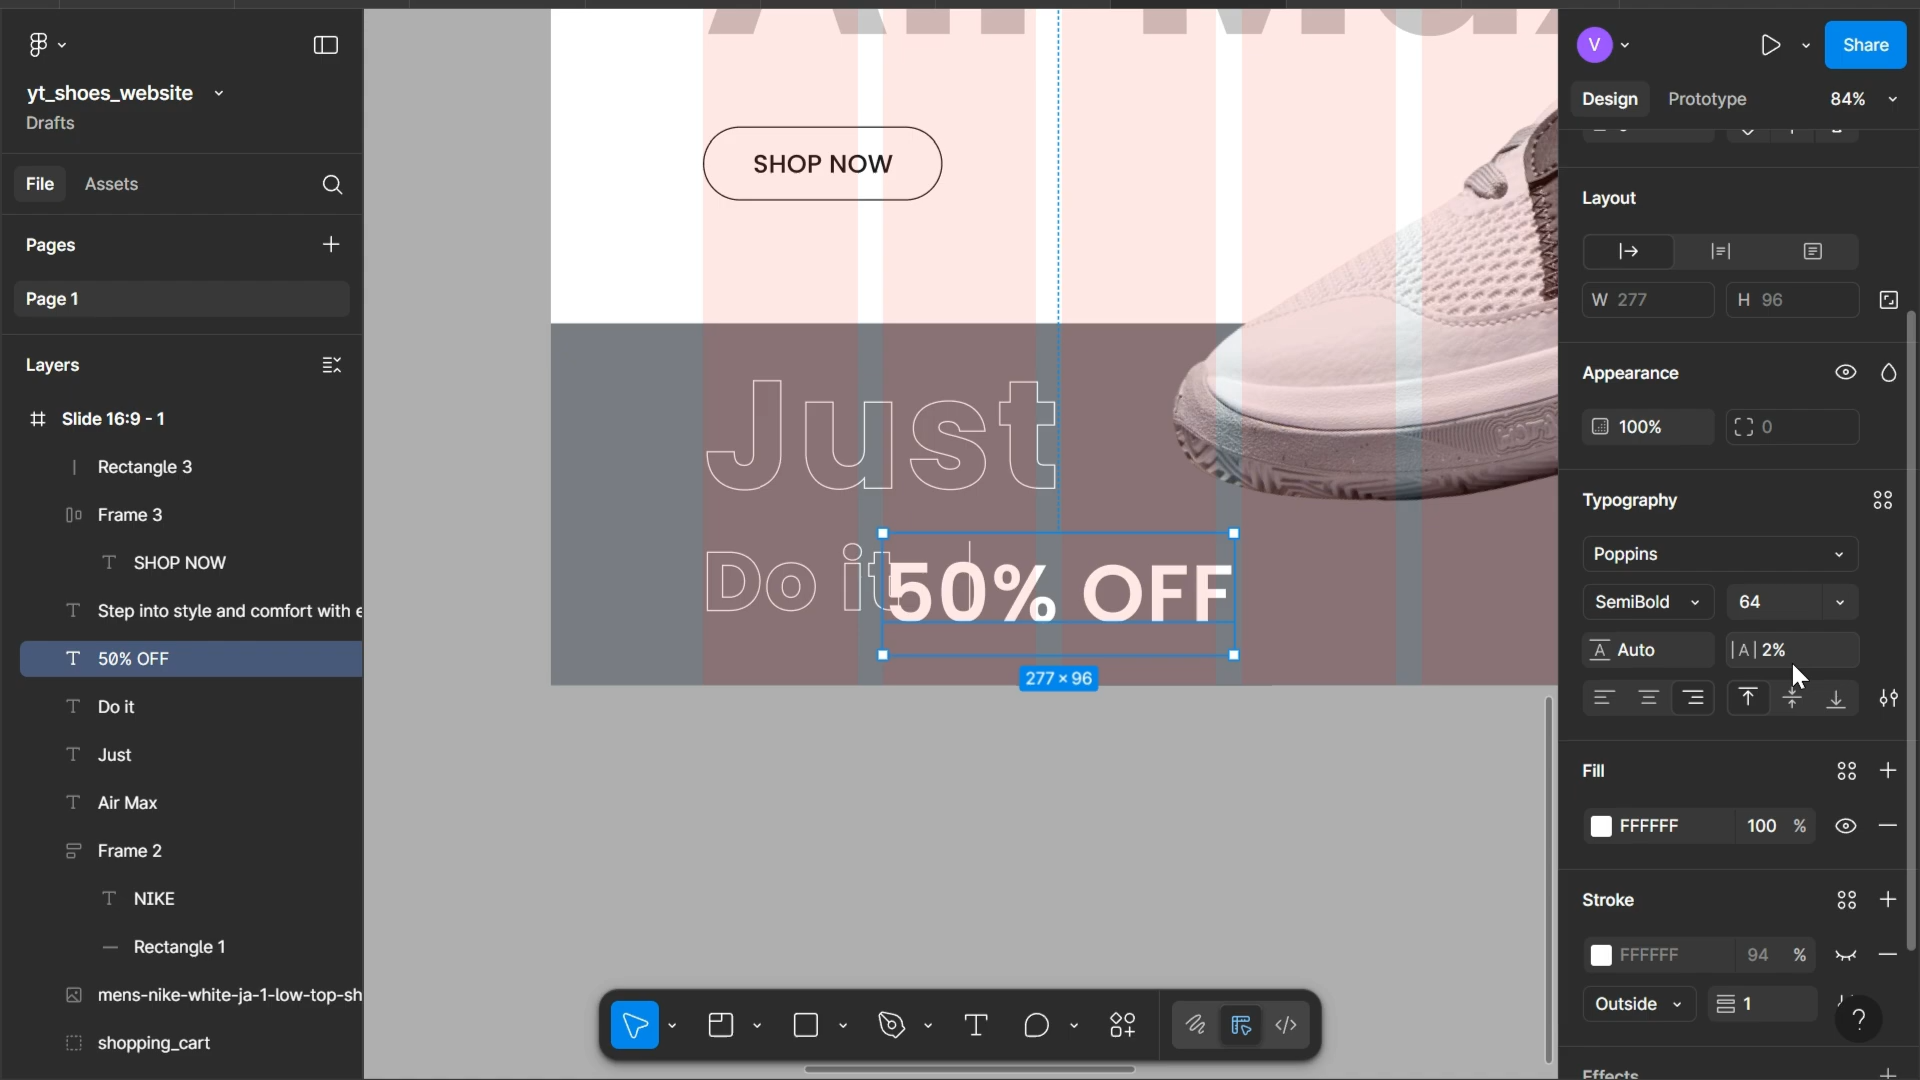 yt_shoes_website
Drafts
File
Assets
Pages
Page 1
Layers
Slide 16:9 - 1
Rectangle 3
Frame 3
SHOP NOW
Step into style and comfort with e
50% OFF
Do it
Just
Air Max
Frame 2
NIKE
Rectangle 1
mens-nike-white-ja-1-low-top-sh
shopping_cart
Air Max
SHOP NOW
Just
Do it
50% OFF
277 × 96
V
Share
Design
Prototype
84%
Layout
W 277
H 96
Appearance
100%
0
Typography
Poppins
SemiBold
64
Auto
|A| 2%
Fill
FFFFFF
100 %
Stroke
FFFFFF
94 %
Outside
1
?
Effects